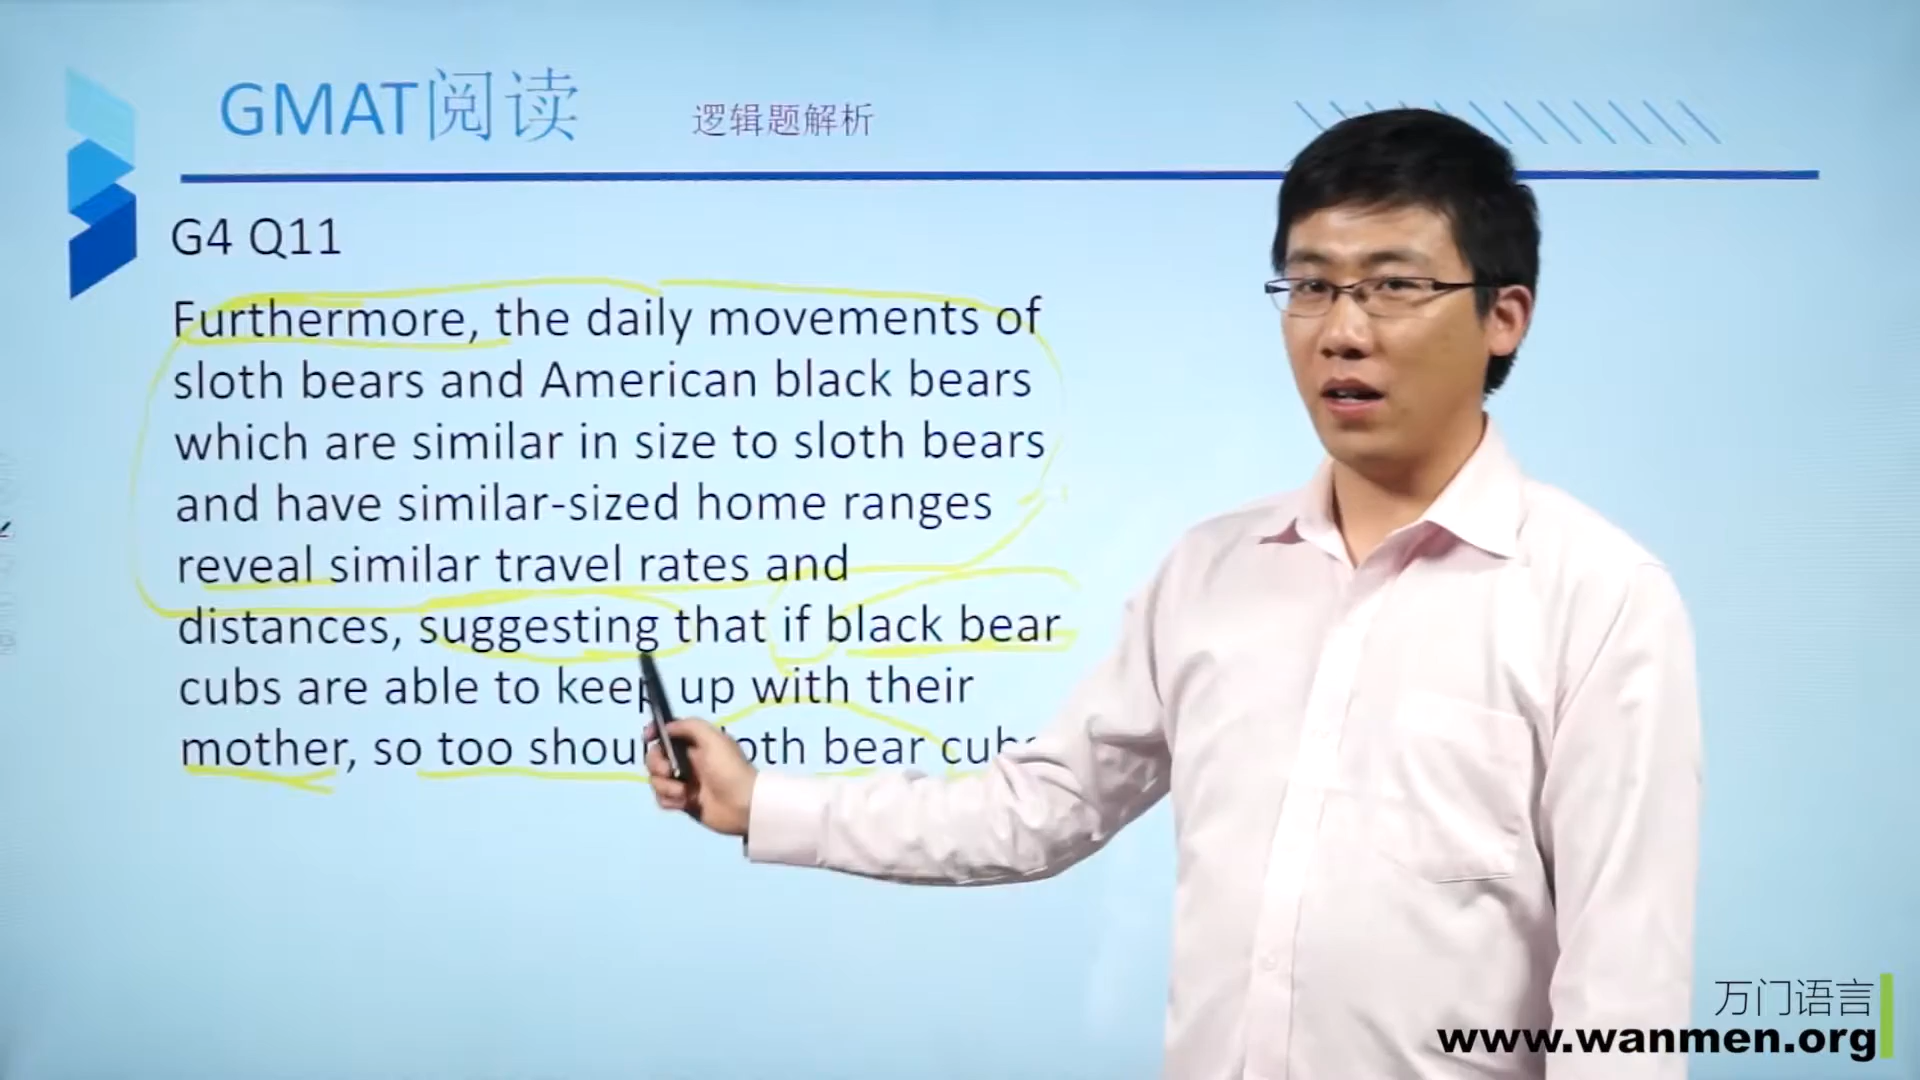 GMAT阅读 逻辑题解析
G4 Q11
Furthermore, the daily movements of
sloth bears and American black bears
which are similar in size to sloth bears
and have similar-sized home ranges
reveal similar travel rates and
distances, suggesting that if black bear
cubs are able to keep up with their
mother, so too bear
万门语言
www.wanmen.org